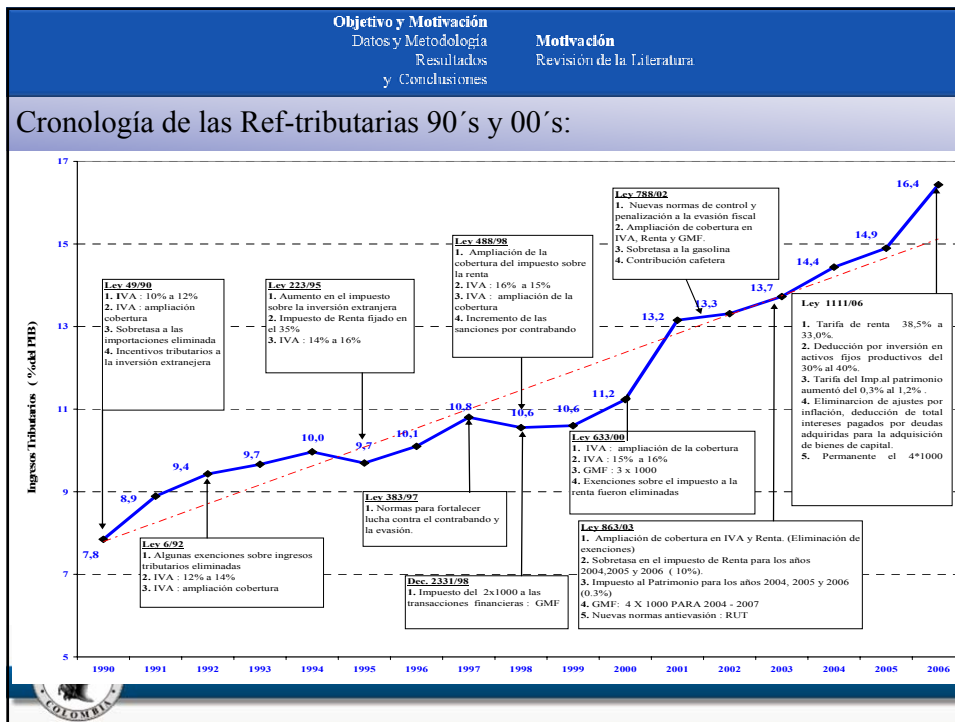 Objetivo y Motivación
Datos y Metodología
Resultados
y Conclusiones
Motivación
Revisión de la Literatura
Cronología de las Ref-tributarias 90´s y 00´s:
Ingresos Tributarios ( %del PIB)
17
15
13
11
9
7
5
Ley 49/90
1. IVA : 10% a 12%
2. IVA : ampliación
cobertura
3. Sobretasa a las
importaciones eliminada
4. Incentivos tributarios a
la inversión extranejera
Ley 223/95
1. Aumento en el impuesto
sobre la inversión extranjera
2. Impuesto de Renta fijado en
el 35%
3. IVA : 14% a 16%
Ley 488/98
1. Ampliación de la
cobertura del impuesto sobre
la renta
2. IVA : 16% a 15%
3. IVA : ampliación de la
cobertura
4. Incremento de las
sanciones por contrabando
Ley 788/02
1. Nuevas normas de control y
penalización a la evasión fiscal
2. Ampliación de cobertura en
IVA, Renta y GMF.
3. Sobretasa a la gasolina
4. Contribución cafetera
Ley 1111/06
1. Tarifa de renta 38,5% a
33,0%.
2. Deducción por inversión en
activos fijos productivos del
30% al 40%.
3. Tarifa del Imp.al patrimonio
aumentó del 0,3% al 1,2% .
4. Eliminarcion de ajustes por
inflación, deducción de total
intereses pagados por deudas
adquiridas para la adquisición
de bienes de capital.
5. Permanente el 4*1000
Ley 6/92
1. Algunas exenciones sobre ingresos
tributarios eliminadas
2. IVA : 12% a 14%
3. IVA : ampliación cobertura
Ley 383/97
1. Normas para fortalecer
lucha contra el contrabando y
la evasión.
Dec. 2331/98
1. Impuesto del 2x1000 a las
transacciones financieras : GMF
Ley 633/00
1. IVA : ampliación de la cobertura
2. IVA : 15% a 16%
3. GMF : 3 x 1000
4. Exenciones sobre el impuesto a la
renta fueron eliminadas
Ley 863/03
1. Ampliación de cobertura en IVA y Renta. (Eliminación de
exenciones)
2. Sobretasa en el impuesto de Renta para los años
2004,2005 y 2006 ( 10%).
3. Impuesto al Patrimonio para los años 2004, 2005 y 2006
(0.3%)
4. GMF: 4 X 1000 PARA 2004 - 2007
5. Nuevas normas antievasión : RUT
7,8
8,9
9,4
9,7
10,0
9,7
10,1
10,8
10,6
10,6
11,2
13,2
13,3
13,7
14,4
14,9
16,4
1990 1991 1992 1993 1994 1995 1996 1997 1998 1999 2000 2001 2002 2003 2004 2005 2006
COLOMBIA